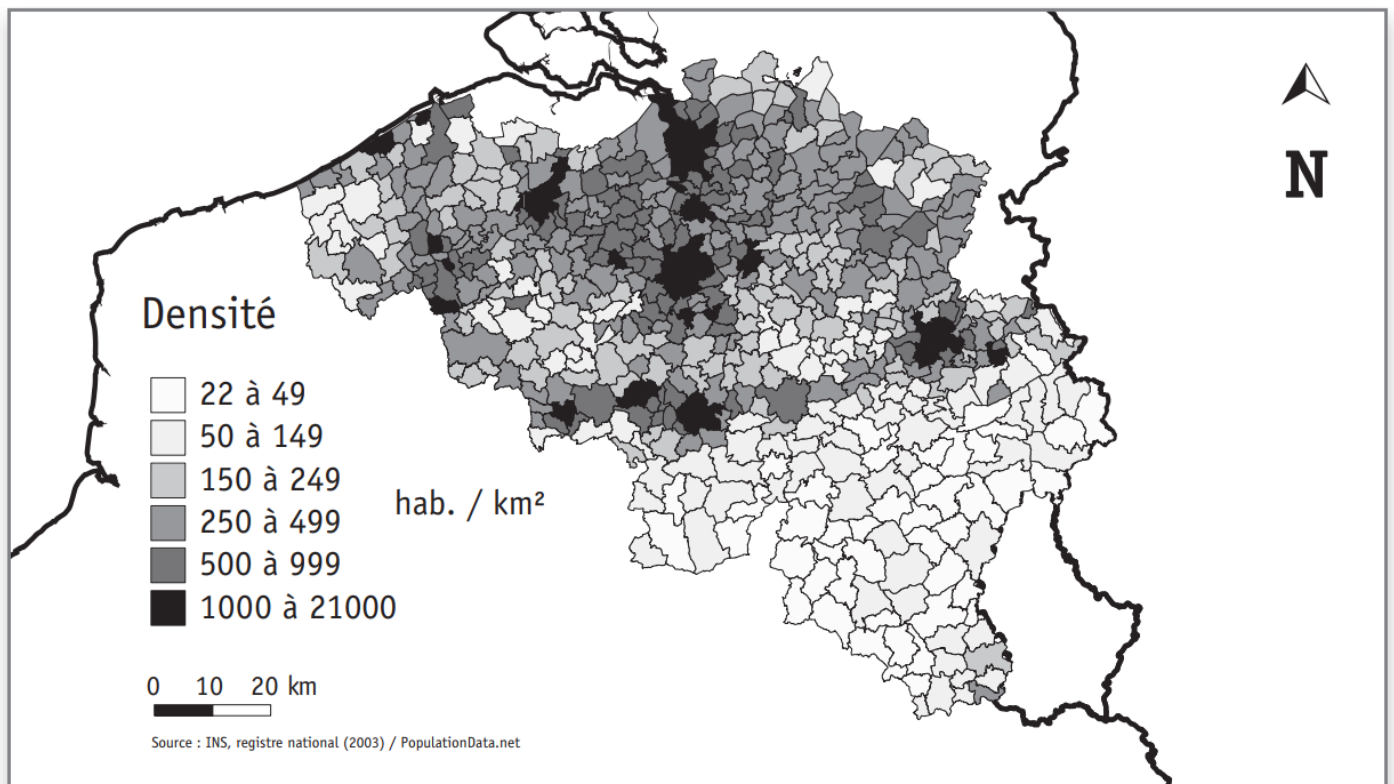 N
Densité
22 à 49
50 à 149
150 à 249
250 à 499
hab. / km²
500 à 999
1000 à 21000
0 10 20 km
Source : INS, registre national (2003) / PopulationData.net